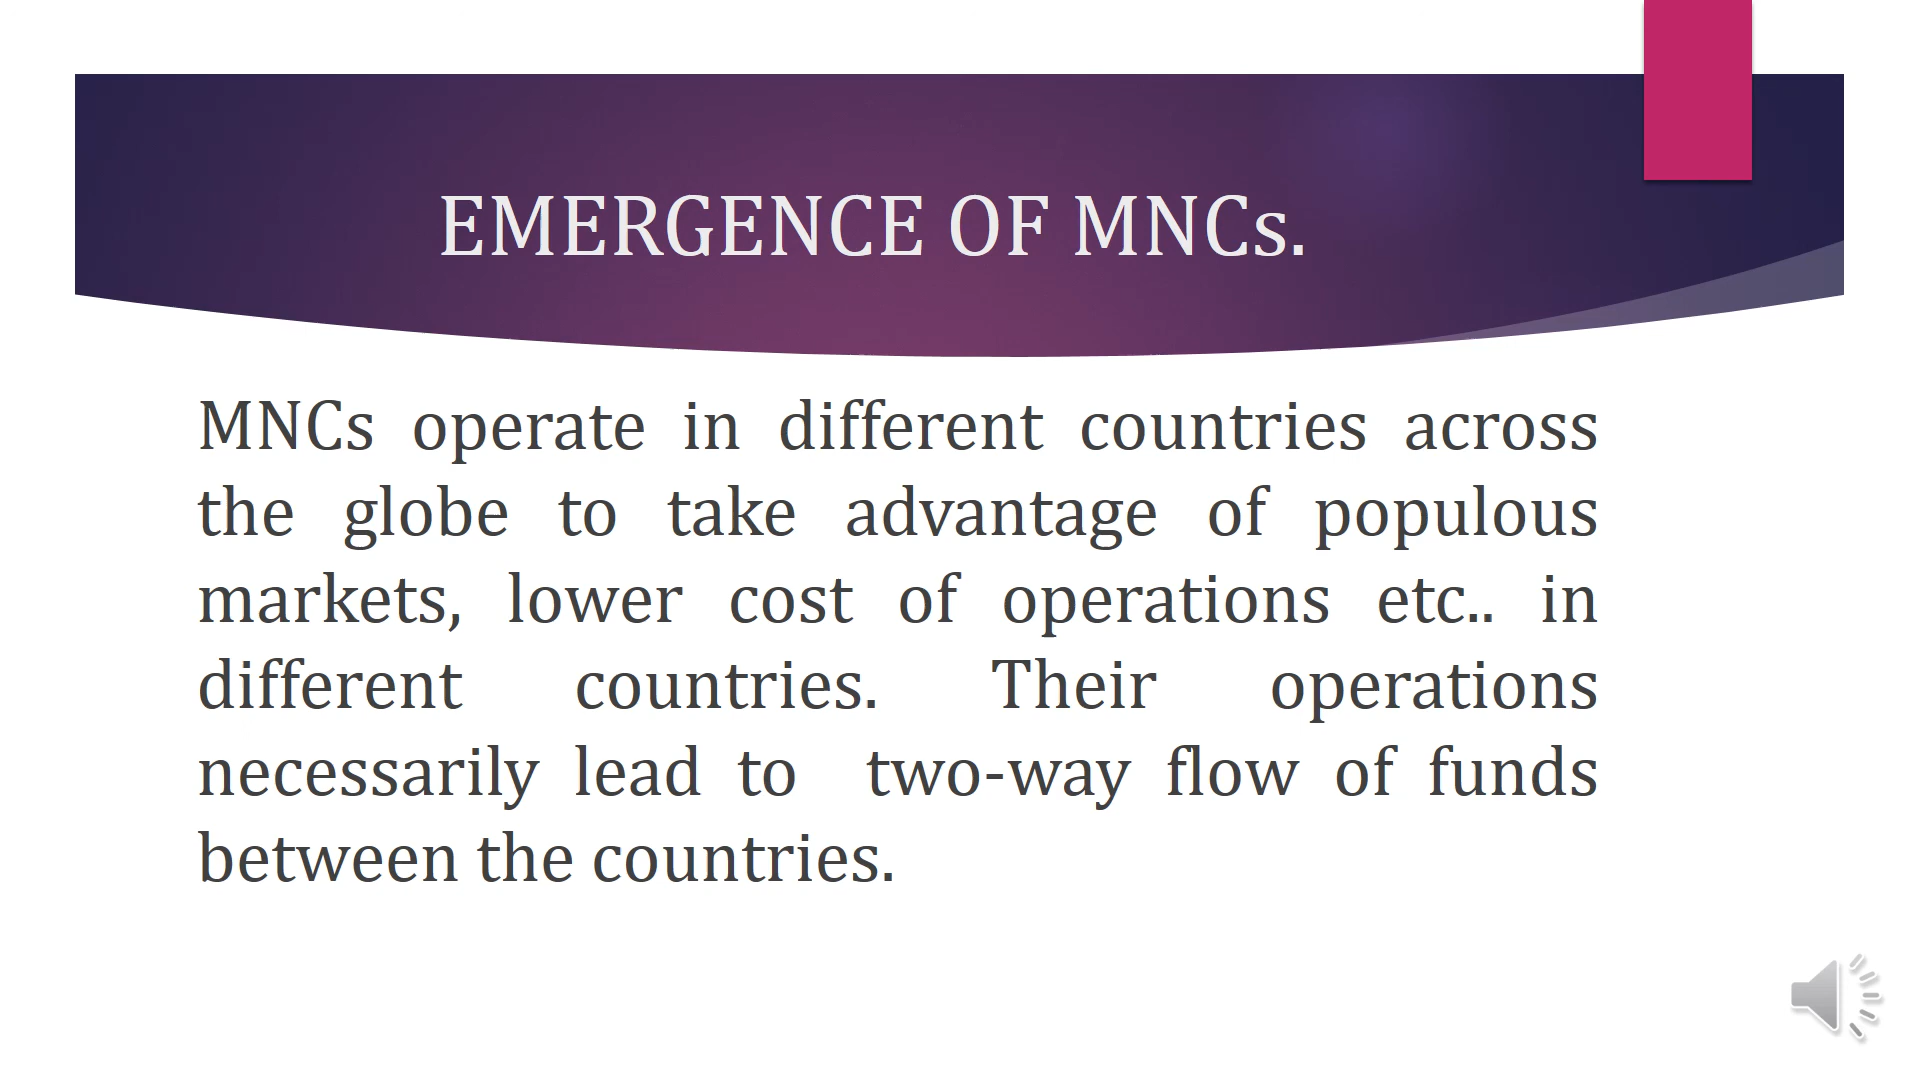 EMERGENCE OF MNCs.
MNCs operate in different countries across
the globe to take advantage of populous
markets, lower cost of operations etc.. in
different countries. Their operations
necessarily lead to two-way flow of funds
between the countries.